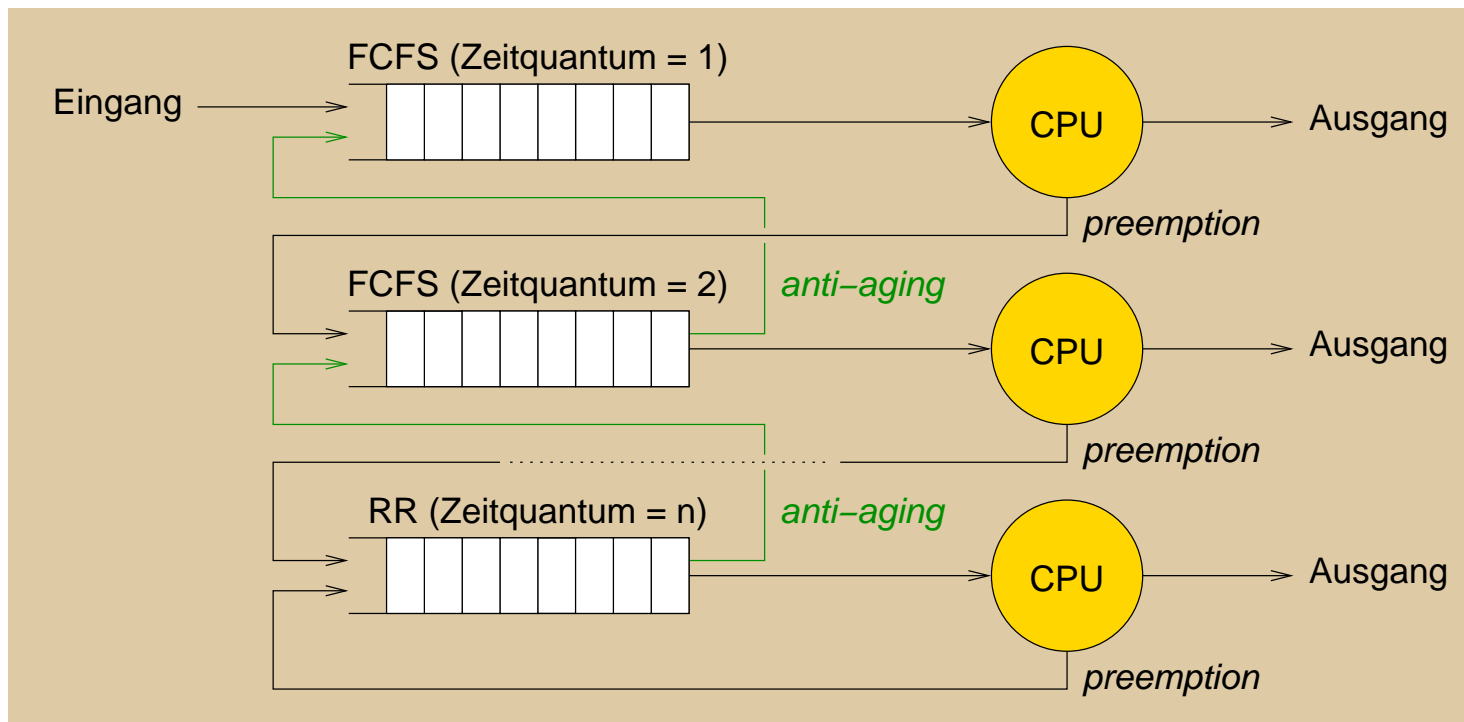 FCFS (Zeitquantum = 1)
Eingang
CPU
Ausgang
preemption
FCFS (Zeitquantum = 2)
anti−aging
CPU
Ausgang
preemption
RR (Zeitquantum = n)
anti−aging
CPU
Ausgang
preemption